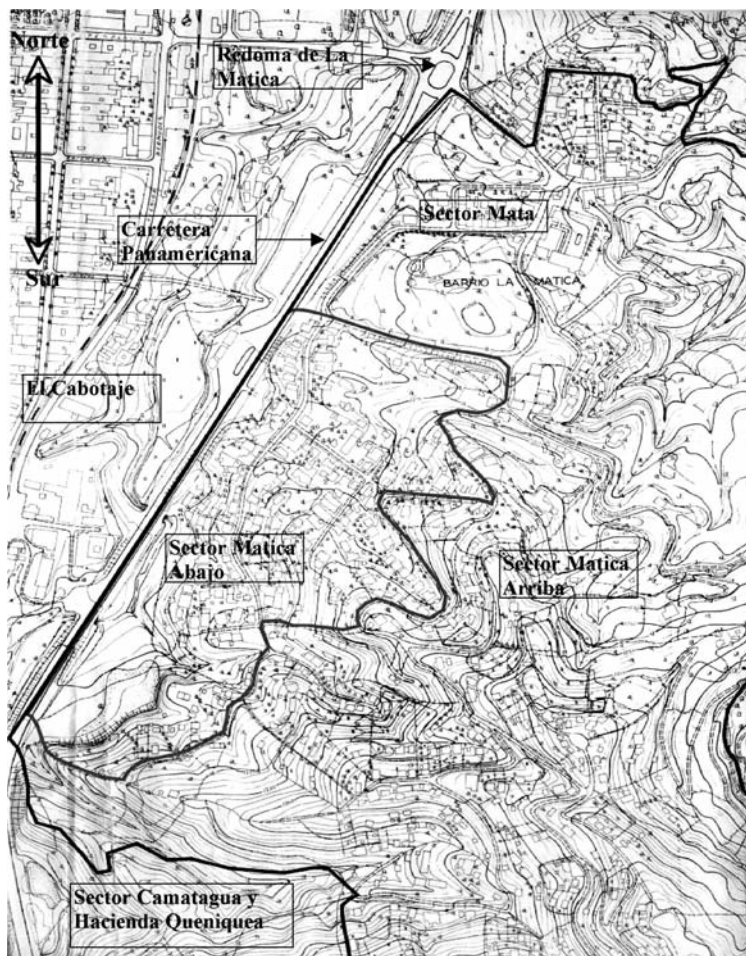 Norte
Redoma de La
Matica
Sector Mata
Carretera
Panamericana
Sur
BARRIO LA MATICA
El Cabotaje
Sector Matica
Abajo
Sector Matica
Arriba
Sector Camatagua y
Hacienda Queniquea